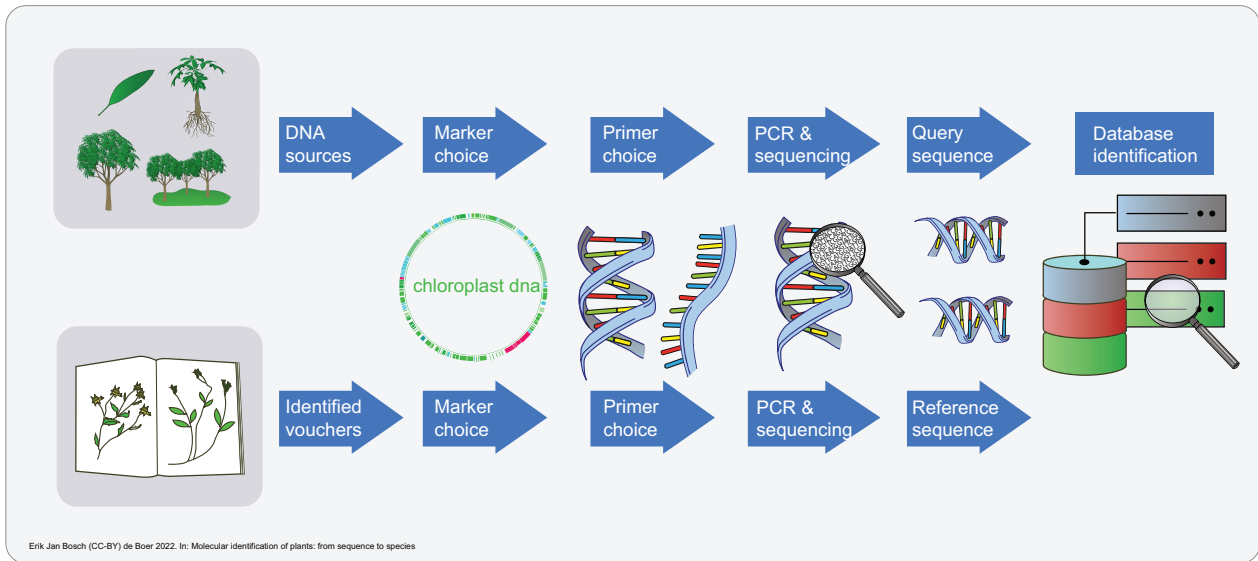 DNA
sources
Marker
choice
Primer
choice
PCR &
sequencing
Query
sequence
Database
identification
chloroplast dna
Identified
vouchers
Marker
choice
Primer
choice
PCR &
sequencing
Reference
sequence
Erik Jan Bosch (CC-BY) de Boer 2022. In: Molecular identification of plants: from sequence to species